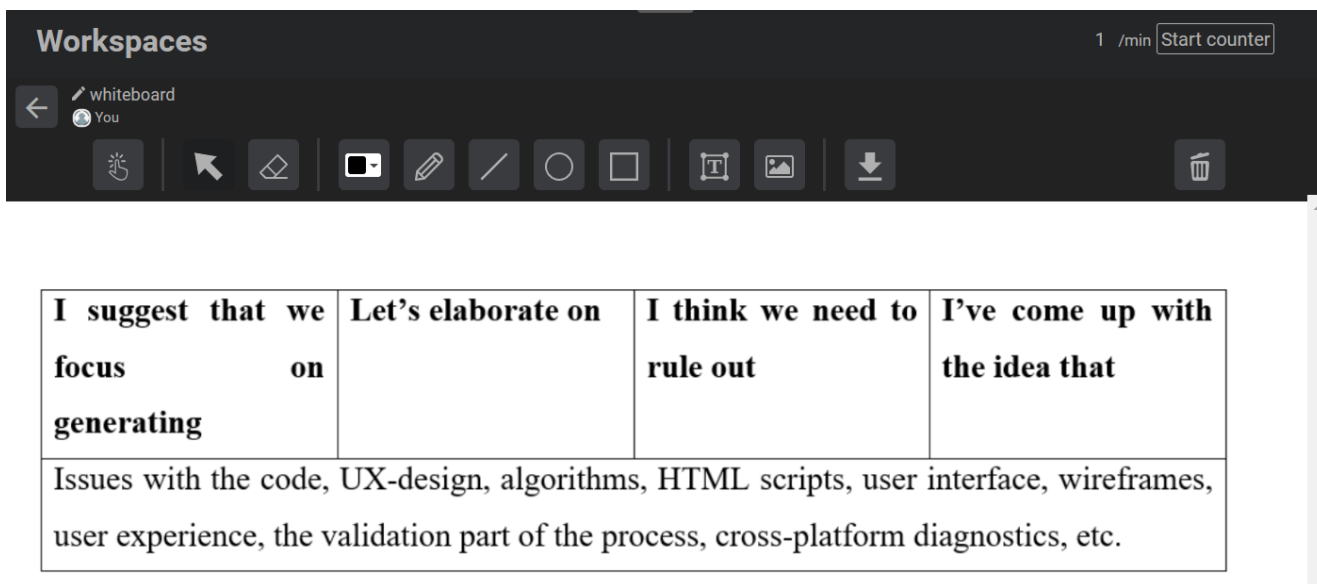 Workspaces
1 /min Start counter
whiteboard
You
T
I suggest that we focus on generating
Let’s elaborate on
I think we need to rule out
I’ve come up with the idea that
Issues with the code, UX-design, algorithms, HTML scripts, user interface, wireframes,
user experience, the validation part of the process, cross-platform diagnostics, etc.